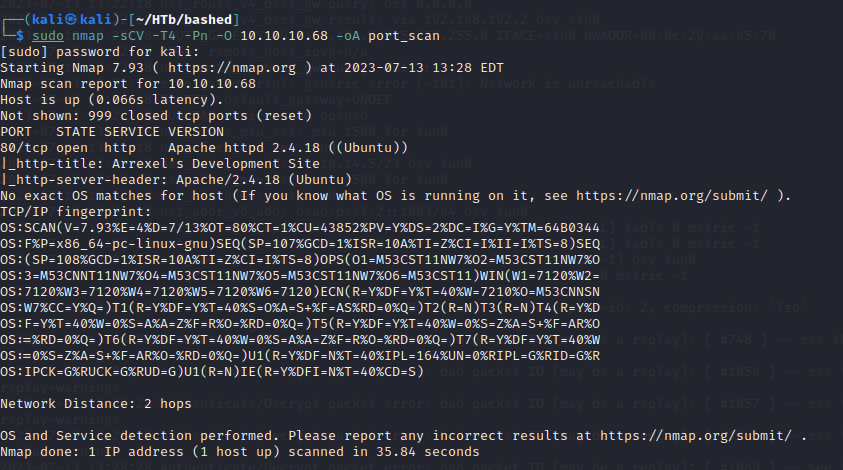 ┌──(kali㉿kali)-[~/HTb/bashed]
└─$ sudo nmap -sCV -T4 -Pn -O 10.10.10.68 -oA port_scan
[sudo] password for kali:
Starting Nmap 7.93 ( https://nmap.org ) at 2023-07-13 13:28 EDT
Nmap scan report for 10.10.10.68
Host is up (0.066s latency).
Not shown: 999 closed tcp ports (reset)
PORT   STATE SERVICE VERSION
80/tcp open  http    Apache httpd 2.4.18 ((Ubuntu))
|_http-title: Arrexel's Development Site
|_http-server-header: Apache/2.4.18 (Ubuntu)
No exact OS matches for host (If you know what OS is running on it, see https://nmap.org/submit/ ).
TCP/IP fingerprint:
OS:SCAN(V=7.93%E=4%D=7/13%OT=80%CT=1%CU=43852%PV=Y%DS=2%DC=I%G=Y%TM=64B0344
OS:F%P=x86_64-pc-linux-gnu)SEQ(SP=107%GCD=1%ISR=10A%TI=Z%CI=I%II=I%TS=8)SEQ
OS:(SP=108%GCD=1%ISR=10A%TI=Z%CI=I%TS=8)OPS(O1=M53CST11NW7%O2=M53CST11NW7%O
OS:3=M53CNNT11NW7%O4=M53CST11NW7%O5=M53CST11NW7%O6=M53CST11)WIN(W1=7120%W2=
OS:7120%W3=7120%W4=7120%W5=7120%W6=7120)ECN(R=Y%DF=Y%T=40%W=7210%O=M53CNNSN
OS:W7%CC=Y%Q=)T1(R=Y%DF=Y%T=40%S=O%A=S+%F=AS%RD=0%Q=)T2(R=N)T3(R=N)T4(R=Y%D
OS:F=Y%T=40%W=0%S=A%A=Z%F=R%O=%RD=0%Q=)T5(R=Y%DF=Y%T=40%W=0%S=Z%A=S+%F=AR%O
OS:=%RD=0%Q=)T6(R=Y%DF=Y%T=40%W=0%S=A%A=Z%F=R%O=%RD=0%Q=)T7(R=Y%DF=Y%T=40%W
OS:=0%S=Z%A=S+%F=AR%O=%RD=0%Q=)U1(R=Y%DF=N%T=40%IPL=164%UN=0%RIPL=G%RID=G%R
OS:IPCK=G%RUCK=G%RUD=G)U1(R=N)IE(R=Y%DFI=N%T=40%CD=S)

Network Distance: 2 hops

OS and Service detection performed. Please report any incorrect results at https://nmap.org/submit/ .
Nmap done: 1 IP address (1 host up) scanned in 35.84 seconds